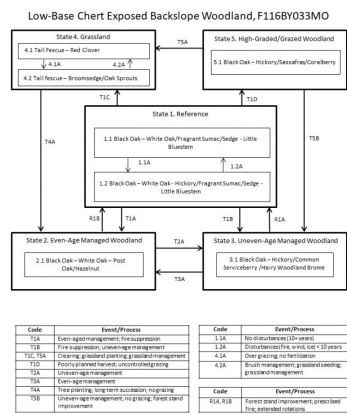 Low-Base Chert Exposed Backslope Woodland, F116BY033MO
State 4. Grassland
4.1 Tall Fescue – Red Clover
4.1A
4.2A
4.2 Tall fescue – Broomsedge/Oak Sprouts
T5A
State 5. High-Graded/Grazed Woodland
5.1 Black Oak – Hickory/Sassafras/Coralberry
T1C
T1D
T4A
T5B
State 1. Reference
1.1 Black Oak – White Oak/Fragrant Sumac/Sedge - Little
Bluestem
1.1A
1.2A
1.2 Black Oak – White Oak - Hickory/Fragrant Sumac/Sedge -
Little Bluestem
R1B
T1A
T1B
R1A
State 2. Even-Age Managed Woodland
2.1 Black Oak – White Oak – Post
Oak/Hazelnut
T2A
T3A
State 3. Uneven-Age Managed Woodland
3.1 Black Oak – Hickory/Common
Serviceberry /Hairy Woodland Brome
Code Event/Process
T1A Even-aged management; fire suppression
T1B Fire suppression; uneven-age management
T1C, T5A Clearing; grassland planting; grassland management
T1D Poorly planned harvest; uncontrolled grazing
T2A Uneven-age management
T3A Even-age management
T4A Tree planting; long-term succession; no grazing
T5B Uneven-age management, no grazing; forest stand
improvement
Code Event/Process
1.1A No disturbances (10+ years)
1.2A Disturbances (fire, wind, ice) < 10 years
4.1A Over grazing; no fertilization
4.2A Brush management; grassland seeding;
grassland management
Code Event/Process
R1A, R1B Forest stand improvement; prescribed
fire; extended rotations